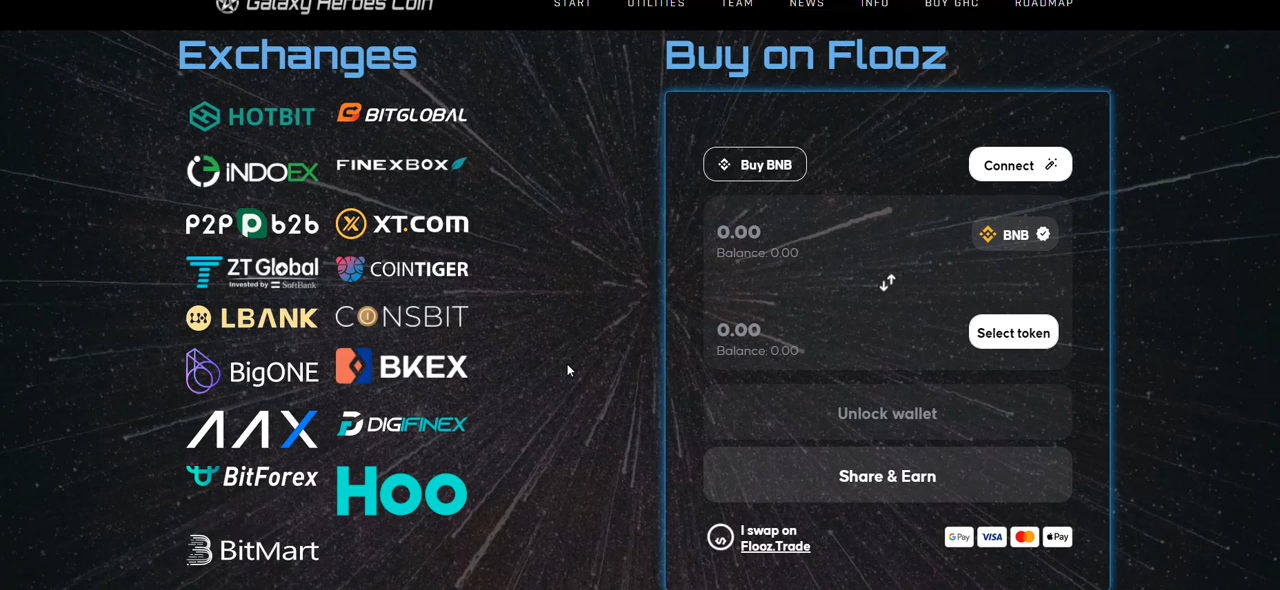 Galaxy Heroes Coin
START UTILITIES TEAM NEWS INFO BUY GHC ROADMAP
Exchanges
HOTBIT BITGLOBAL
INDOEX FINEXBOX
P2P p b2b XT.COM
ZT Global COINTIGER
Invested by SoftBank
LBANK CONSBIT
BigONE BKEX
AAX DIGIFINEX
BitForex Hoo
BitMart
Buy on Flooz
Buy BNB Connect
0.00 BNB
Balance: 0.00
0.00 Select token
Balance: 0.00
Unlock wallet
Share & Earn
I swap on
Flooz.Trade
G Pay VISA Pay